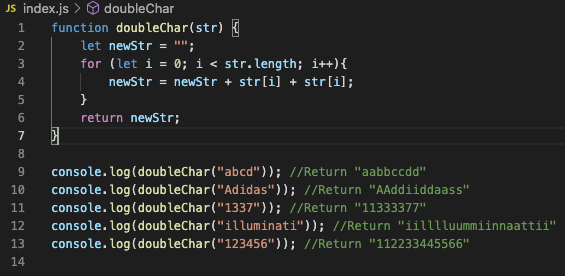 JS index.js > doubleChar
1 function doubleChar(str) {
2 let newStr = "";
3 for (let i = 0; i < str.length; i++){
4 newStr = newStr + str[i] + str[i];
5 }
6 return newStr;
7 }
8
9 console.log(doubleChar("abcd")); //Return "aabbccdd"
10 console.log(doubleChar("Adidas")); //Return "AAddiiddaass"
11 console.log(doubleChar("1337")); //Return "11333377"
12 console.log(doubleChar("illuminati")); //Return "iilllluummiinnaattii"
13 console.log(doubleChar("123456")); //Return "112233445566"
14